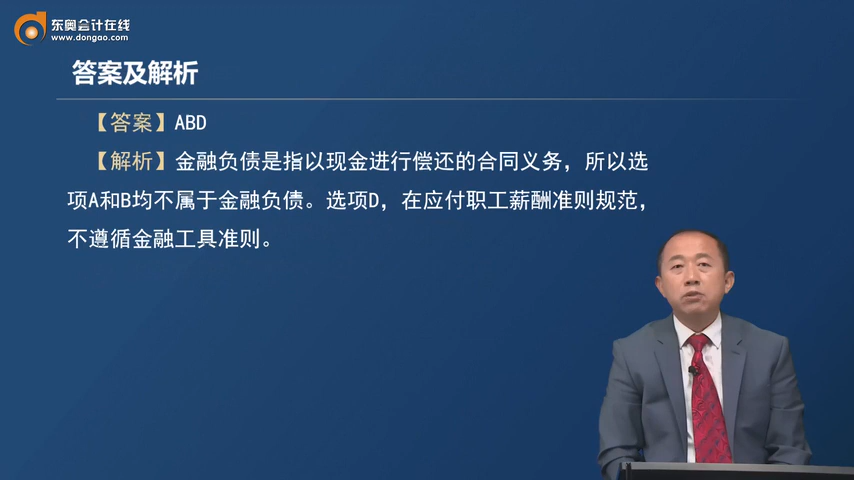 东奥会计在线
www.dongao.com
答案及解析
【答案】ABD
【解析】金融负债是指以现金进行偿还的合同义务，所以选
项A和B均不属于金融负债。选项D，在应付职工薪酬准则规范，
不遵循金融工具准则。